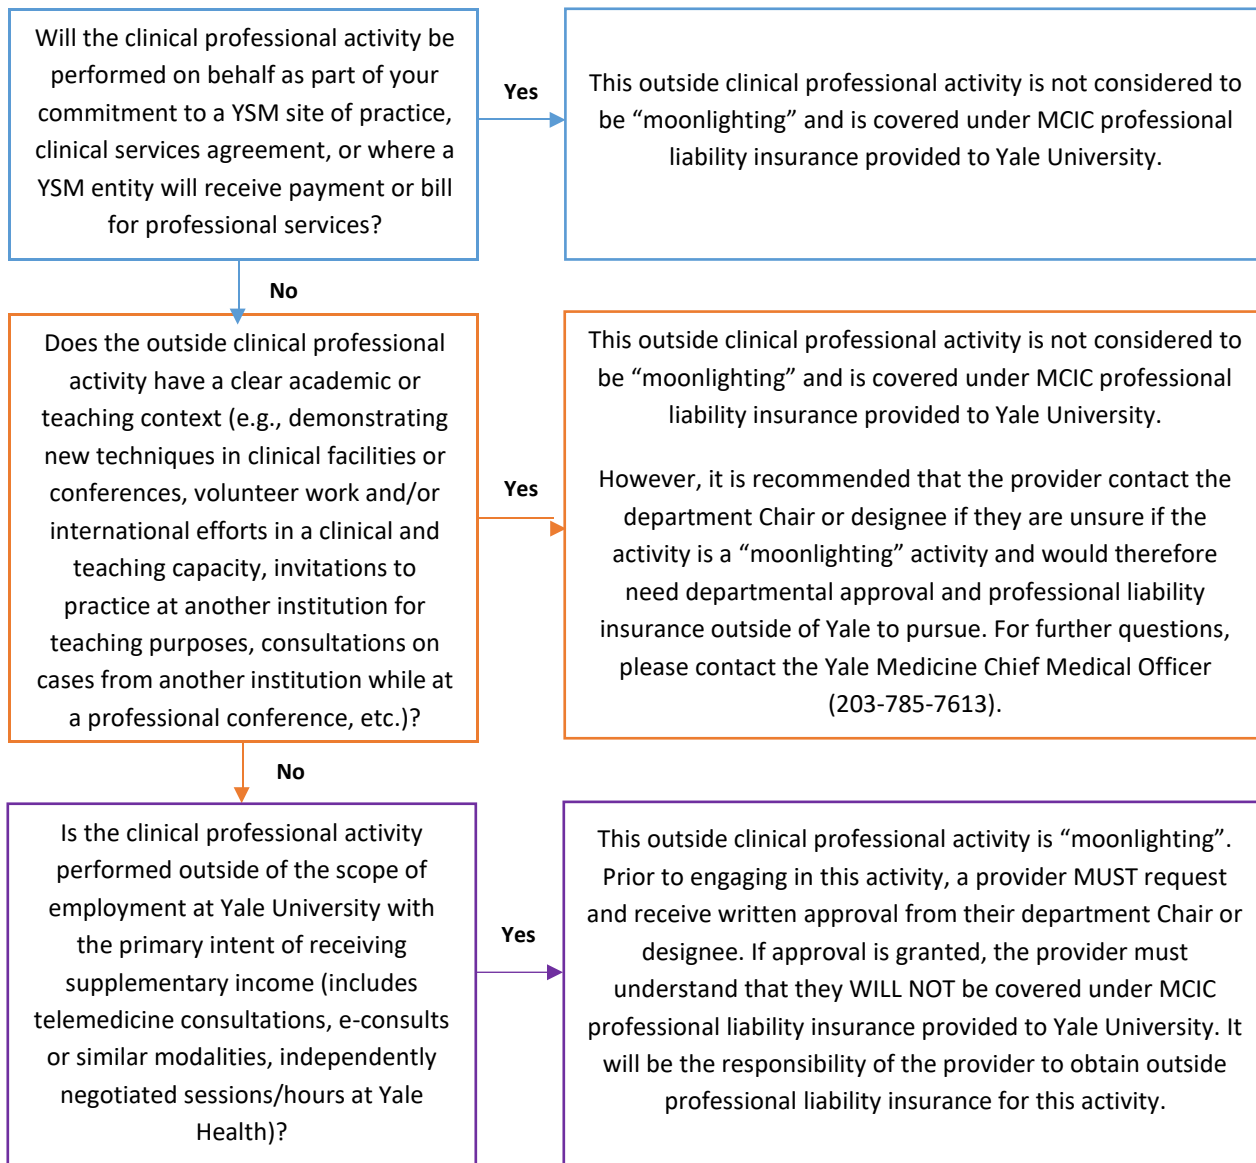 Will the clinical professional activity be
performed on behalf as part of your
commitment to a YSM site of practice,
clinical services agreement, or where a
YSM entity will receive payment or bill
for professional services?
Yes
This outside clinical professional activity is not considered to
be “moonlighting” and is covered under MCIC professional
liability insurance provided to Yale University.
No
Does the outside clinical professional
activity have a clear academic or
teaching context (e.g., demonstrating
new techniques in clinical facilities or
conferences, volunteer work and/or
international efforts in a clinical and
teaching capacity, invitations to
practice at another institution for
teaching purposes, consultations on
cases from another institution while at
a professional conference, etc.)?
Yes
This outside clinical professional activity is not considered to
be “moonlighting” and is covered under MCIC professional
liability insurance provided to Yale University.
However, it is recommended that the provider contact the
department Chair or designee if they are unsure if the
activity is a “moonlighting” activity and would therefore
need departmental approval and professional liability
insurance outside of Yale to pursue. For further questions,
please contact the Yale Medicine Chief Medical Officer
(203-785-7613).
No
Is the clinical professional activity
performed outside of the scope of
employment at Yale University with
the primary intent of receiving
supplementary income (includes
telemedicine consultations, e-consults
or similar modalities, independently
negotiated sessions/hours at Yale
Health)?
Yes
This outside clinical professional activity is “moonlighting”.
Prior to engaging in this activity, a provider MUST request
and receive written approval from their department Chair or
designee. If approval is granted, the provider must
understand that they WILL NOT be covered under MCIC
professional liability insurance provided to Yale University. It
will be the responsibility of the provider to obtain outside
professional liability insurance for this activity.